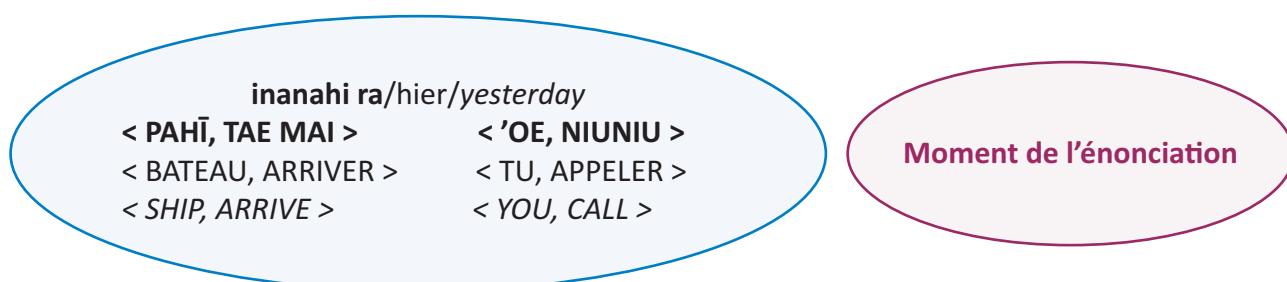 inanahi ra/hier/yesterday
< PAHĪ, TAE MAI > < ’OE, NIUNIU >
< BATEAU, ARRIVER > < TU, APPELER >
< SHIP, ARRIVE > < YOU, CALL >
Moment de l’énonciation